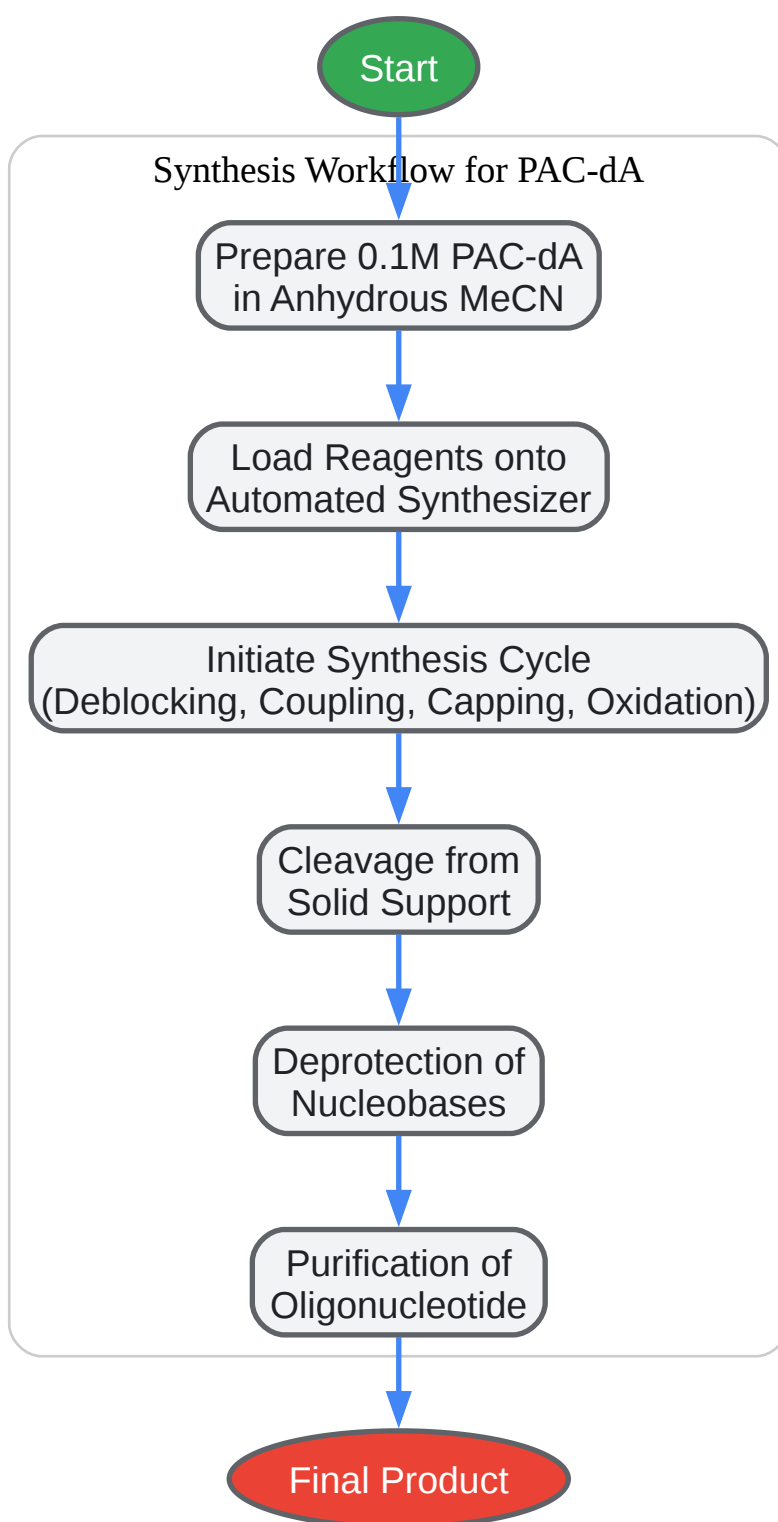 Start
Synthesis Workflow for PAC-dA
Prepare 0.1M PAC-dA
in Anhydrous MeCN
Load Reagents onto
Automated Synthesizer
Initiate Synthesis Cycle
(Deblocking, Coupling, Capping, Oxidation)
Cleavage from
Solid Support
Deprotection of
Nucleobases
Purification of
Oligonucleotide
Final Product